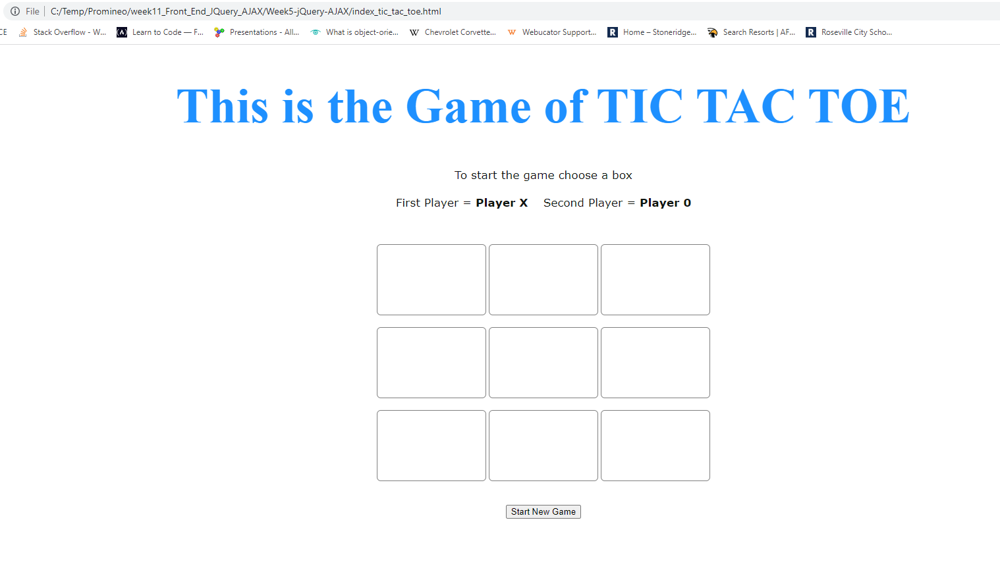 File C:/Temp/Promineo/week11_Front_End_JQuery_AJAX/Week5-jQuery-AJAX/index_tic_tac_toe.html
CE Stack Overflow - W... (A) Learn to Code — F... Presentations - All... What is object-orie... W Chevrolet Corvette... W Webucator Support... R Home – Stoneridge... Search Resorts | AF... R Roseville City Scho...
This is the Game of TIC TAC TOE
To start the game choose a box
First Player = Player X Second Player = Player 0
Start New Game